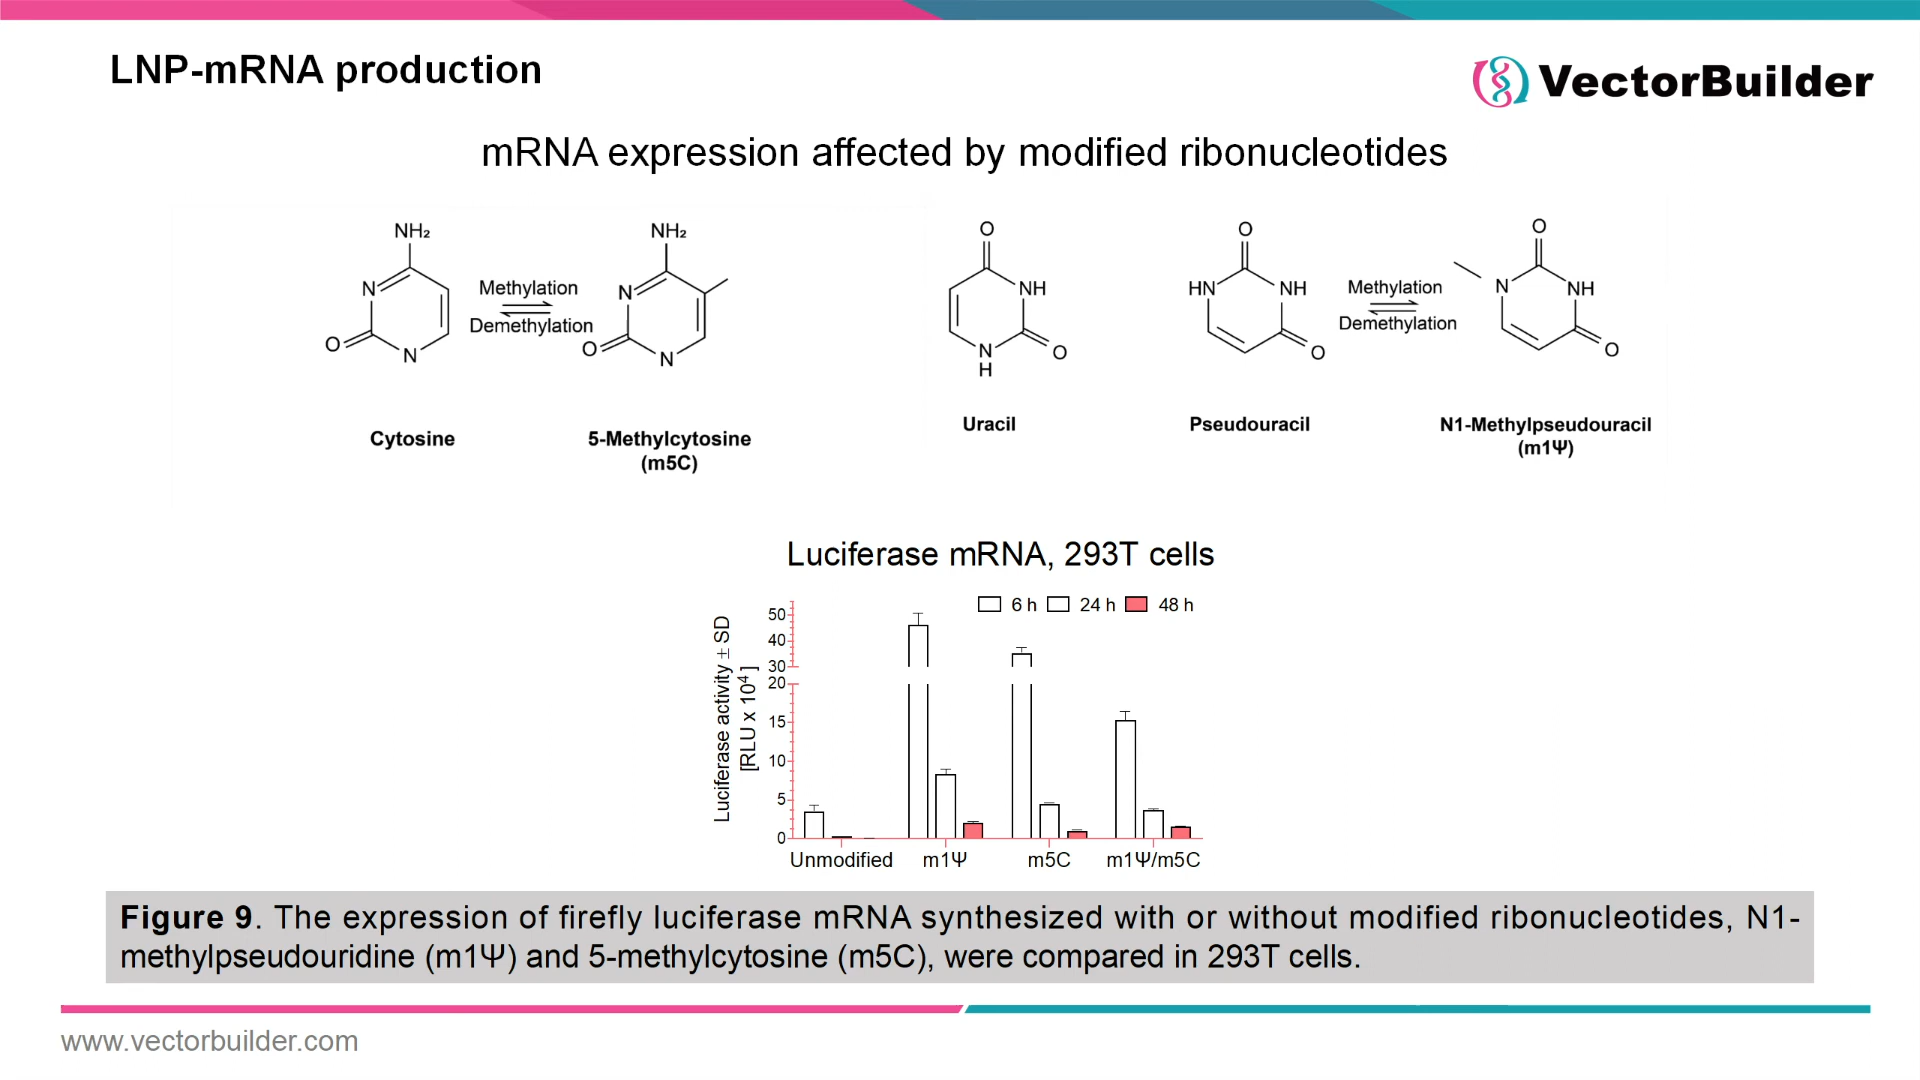 LNP-mRNA production
VectorBuilder
mRNA expression affected by modified ribonucleotides
NH₂
N
O
N
Cytosine
Methylation
Demethylation
NH₂
N
O
N
5-Methylcytosine
(m5C)
O
NH
N
H
O
Uracil
O
HN
NH
O
Pseudouracil
Methylation
Demethylation
O
N
NH
O
N1-Methylpseudouracil
(m1Ψ)
Luciferase mRNA, 293T cells
6 h
24 h
48 h
Luciferase activity ± SD
[RLU x 10⁴]
50
40
30
20
15
10
5
0
Unmodified
m1Ψ
m5C
m1Ψ/m5C
Figure 9. The expression of firefly luciferase mRNA synthesized with or without modified ribonucleotides, N1-
methylpseudouridine (m1Ψ) and 5-methylcytosine (m5C), were compared in 293T cells.
www.vectorbuilder.com